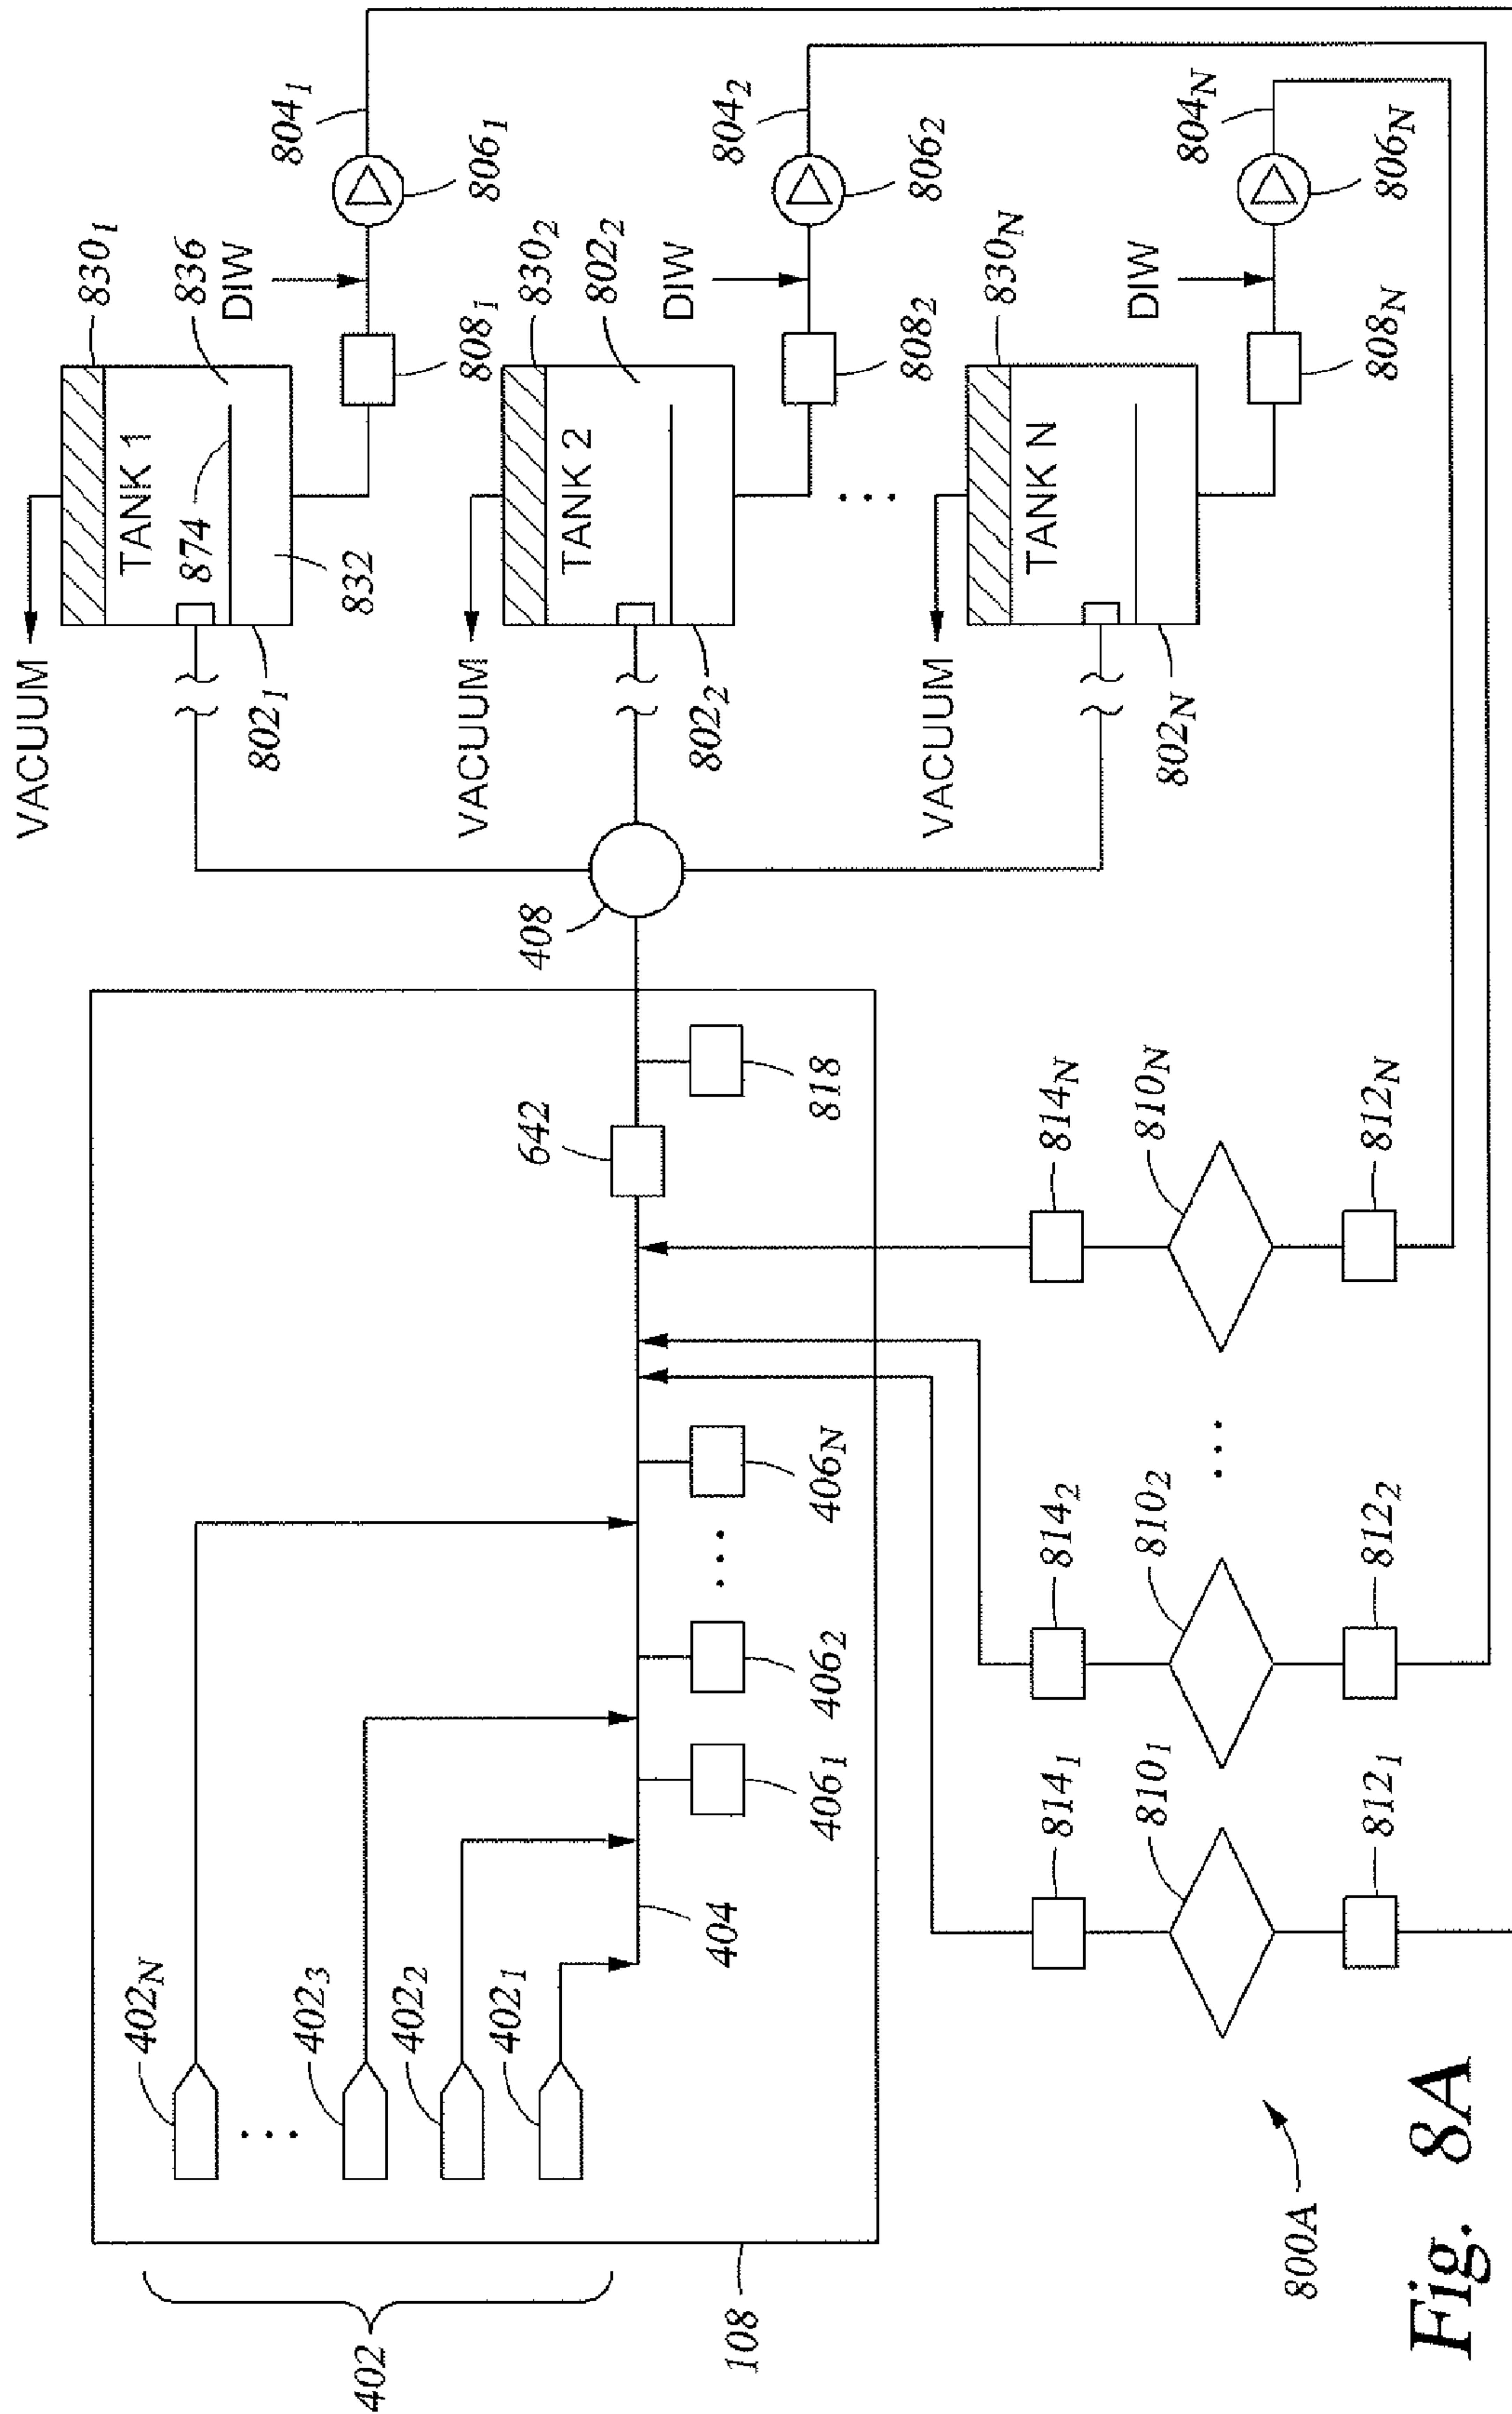 VACUUM
802₁
TANK 1
874
832
830₁
836
DIW
808₁
804₁
806₁
408
VACUUM
802₂
TANK 2
830₂
802₂
DIW
808₂
804₂
806₂
VACUUM
802N
TANK N
830N
DIW
808N
804N
806N
402
402N
402₃
402₂
402₁
...
108
404
406₁
406₂
...
406N
642
818
...
814₁
810₁
812₁
814₂
810₂
812₂
...
814N
810N
812N
800A
Fig. 8A